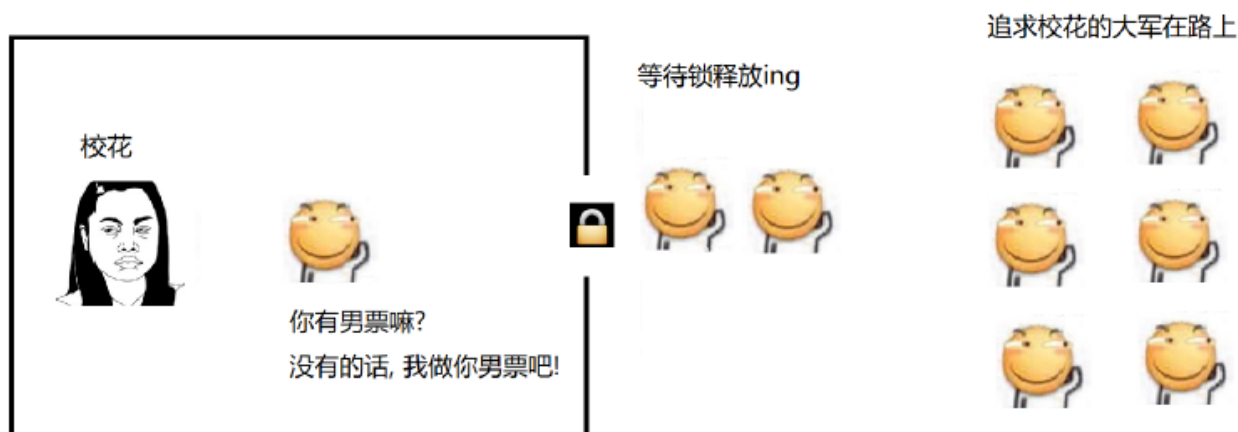 追求校花的大军在路上
等待锁释放ing
校花
你有男票嘛?
没有的话, 我做你男票吧!